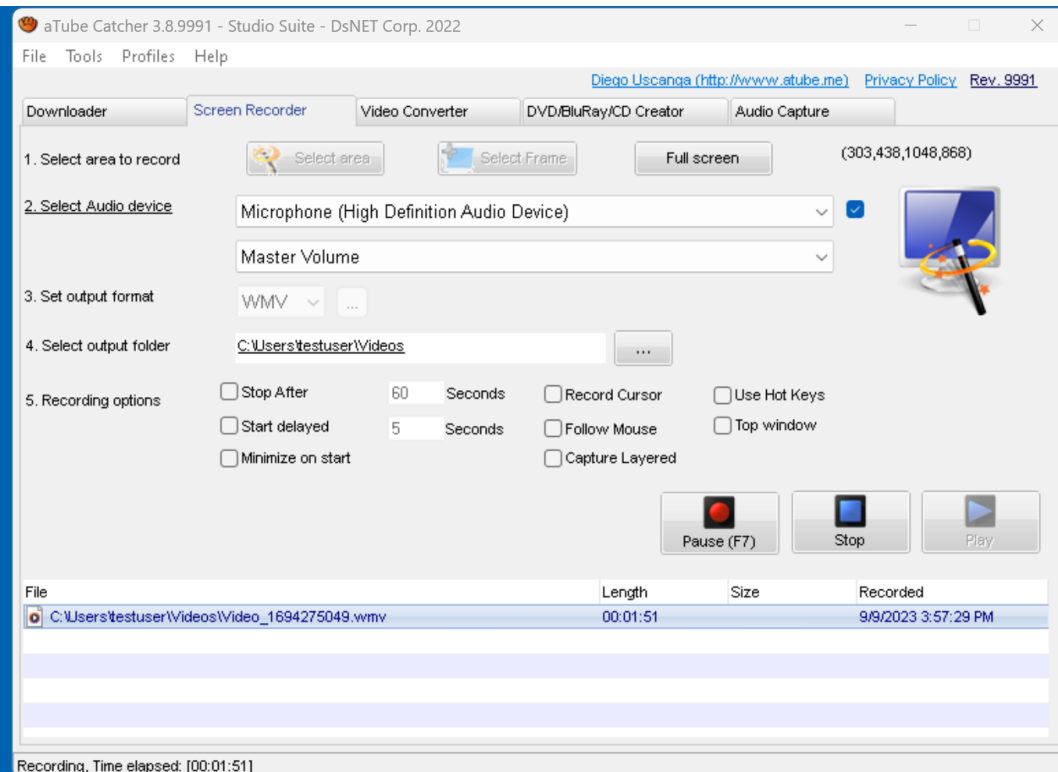 aTube Catcher 3.8.9991 - Studio Suite - DsNET Corp. 2022
File Tools Profiles Help
Diego Uscanga (http://www.atube.me) Privacy Policy Rev. 9991
Downloader Screen Recorder Video Converter DVD/BluRay/CD Creator Audio Capture
1. Select area to record Select area Select Frame Full screen (303,438,1048,868)
2. Select Audio device Microphone (High Definition Audio Device)
Master Volume
3. Set output format WMV ...
4. Select output folder C:\Users\testuser\Videos ...
5. Recording options Stop After 60 Seconds Record Cursor Use Hot Keys
Start delayed 5 Seconds Follow Mouse Top window
Minimize on start Capture Layered
Pause (F7) Stop Play
File Length Size Recorded
C:\Users\testuser\Videos\Video_1694275049.wmv 00:01:51 9/9/2023 3:57:29 PM
Recording, Time elapsed: [00:01:51]